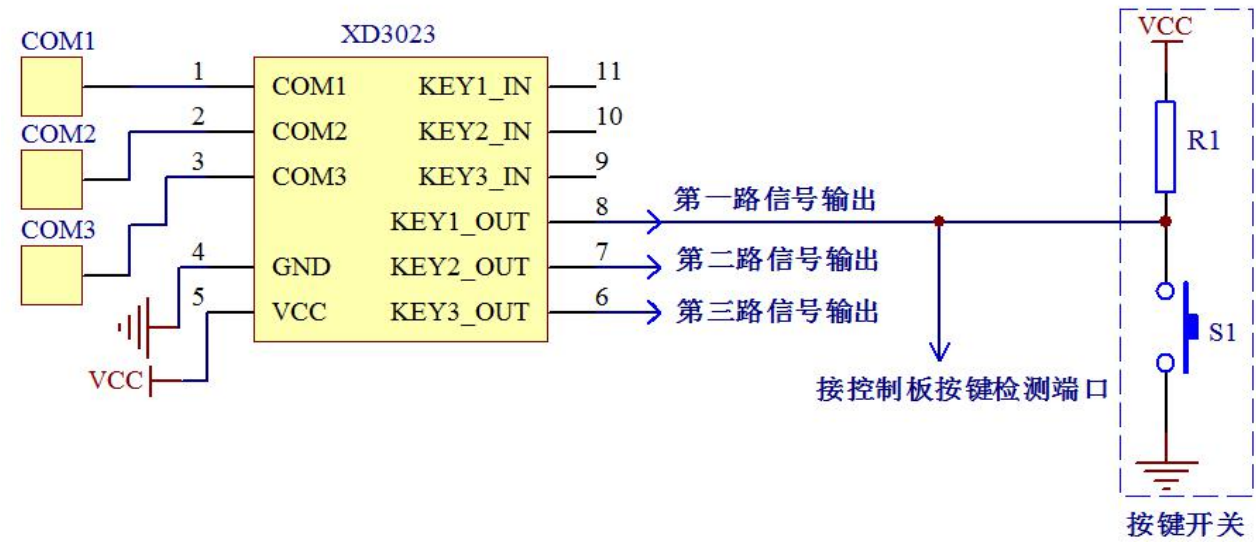 XD3023
COM1
COM2
COM3
1
2
3
4
5
COM1
COM2
COM3
GND
VCC
KEY1_IN
KEY2_IN
KEY3_IN
KEY1_OUT
KEY2_OUT
KEY3_OUT
11
10
9
8
7
6
VCC
第一路信号输出
第二路信号输出
第三路信号输出
接控制板按键检测端口
VCC
R1
S1
按键开关